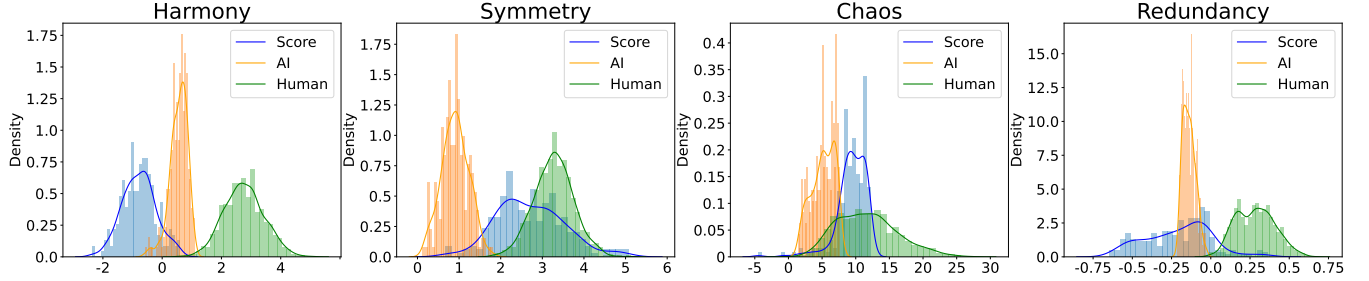 Harmony
Density
1.75
1.50
1.25
1.0
0.75
0.50
0.25
0.00
-2
0
2
4
Score
AI
Human
Symmetry
Density
1.75
1.50
1.25
1.0
0.75
0.5
0.25
0.00
0
1
2
3
4
5
6
Score
AI
Human
Chaos
Density
0.4
0.35
0.3
0.25
0.2
0.15
0.1
0.05
0
-5
0
5
10
15
20
25
30
Score
AI
Human
Redundancy
Density
15.0
12.5
10.0
7.5
5.0
2.5
0.0
-0.75
-0.5
-0.25
0.0
0.25
0.50
0.75
Score
AI
Human